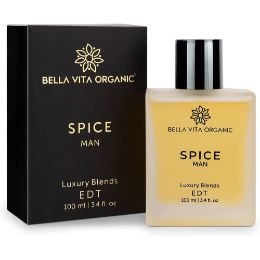 BELLA VITA ORGANIC
SPICE
MAN
Luxury Blends
EDT
100 ml | 3.4 fl. oz
BELLA VITA ORGANIC
SPICE
MAN
Luxury Blends
EDT
100 ml | 3.4 fl. oz